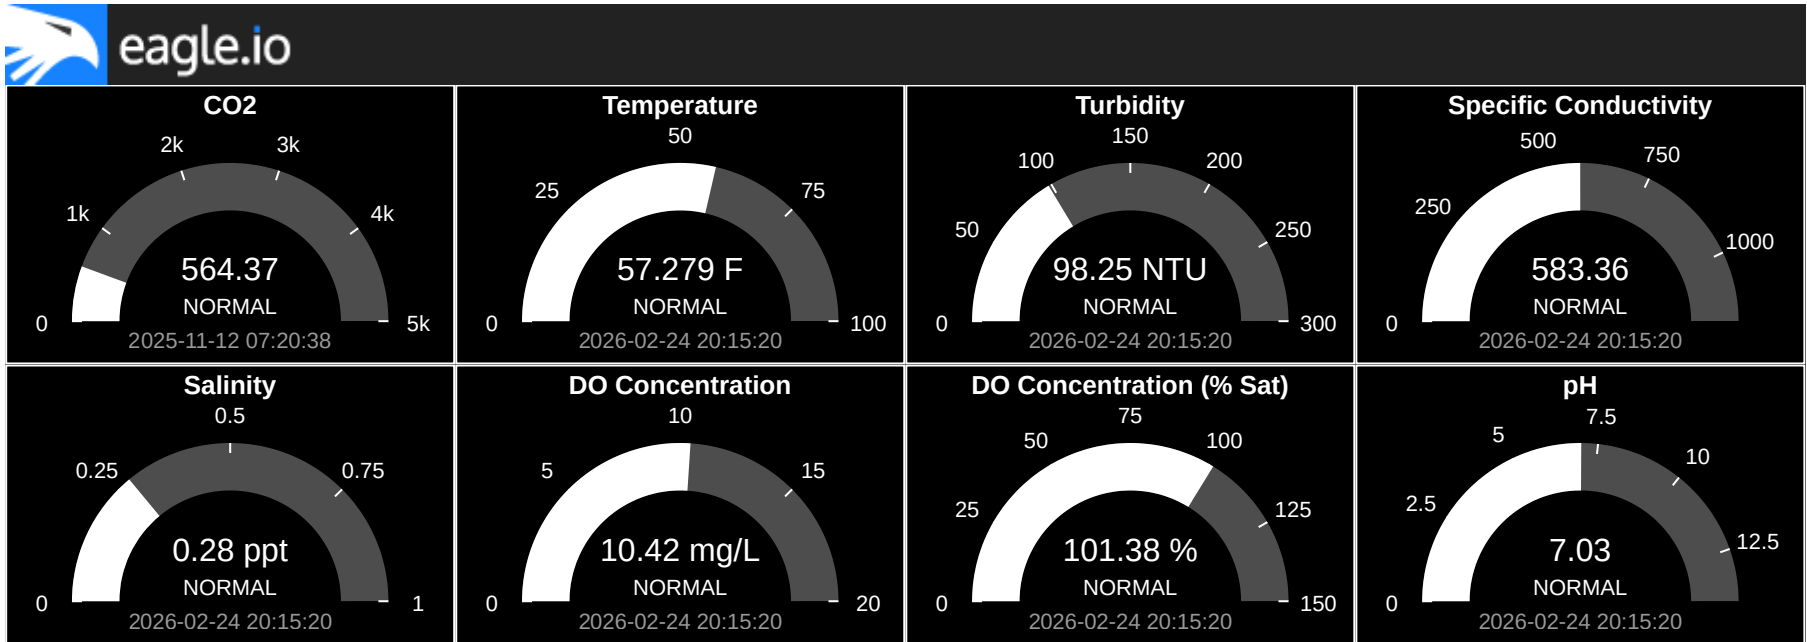 eagle.io
CO2
0
1k
2k
3k
4k
5k
564.37
NORMAL
2025-11-12 07:20:38
Temperature
0
25
50
75
100
57.279 F
NORMAL
2026-02-24 20:15:20
Turbidity
0
50
100
150
200
250
300
98.25 NTU
NORMAL
2026-02-24 20:15:20
Specific Conductivity
0
250
500
750
1000
583.36
NORMAL
2026-02-24 20:15:20
Salinity
0
0.25
0.5
0.75
1
0.28 ppt
NORMAL
2026-02-24 20:15:20
DO Concentration
0
5
10
15
20
10.42 mg/L
NORMAL
2026-02-24 20:15:20
DO Concentration (% Sat)
0
25
50
75
100
125
150
101.38 %
NORMAL
2026-02-24 20:15:20
pH
0
2.5
5
7.5
10
12.5
7.03
NORMAL
2026-02-24 20:15:20